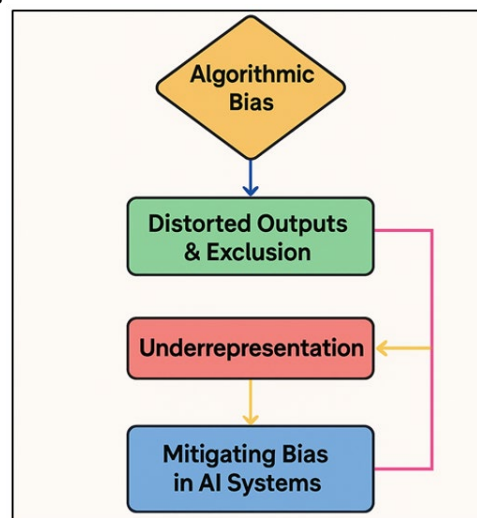 Algorithmic
Bias
Distorted Outputs
& Exclusion
Underrepresentation
Mitigating Bias
in AI Systems